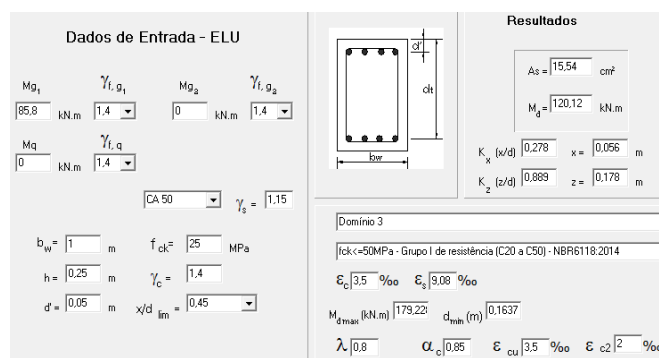 Dados de Entrada - ELU
Mg1 γf, g1 Mg2 γf, g2
85,8 kN.m 1,4 0 kN.m 1,4
Mq γf, q
0 kN.m 1,4
CA 50 γs = 1,15
bw = 1 m fck= 25 MPa
h = 0,25 m γc = 1,4
d' = 0,05 m x/d lim = 0,45
d'
dt
bw
Resultados
As = 15,54 cm²
Md = 120,12 kN.m
Kx (x/d) 0,278 x = 0,056 m
Kz (z/d) 0,889 z = 0,178 m
Domínio 3
fck<=50MPa - Grupo I de resistência (C20 a C50) - NBR6118:2014
εc 3,5 %o εs 9,08 %o
Mdmax (kN.m) 179,22 dmin (m) 0,1637
λ 0,8 αc 0,85 εcu 3,5 %o εc2 2 %o